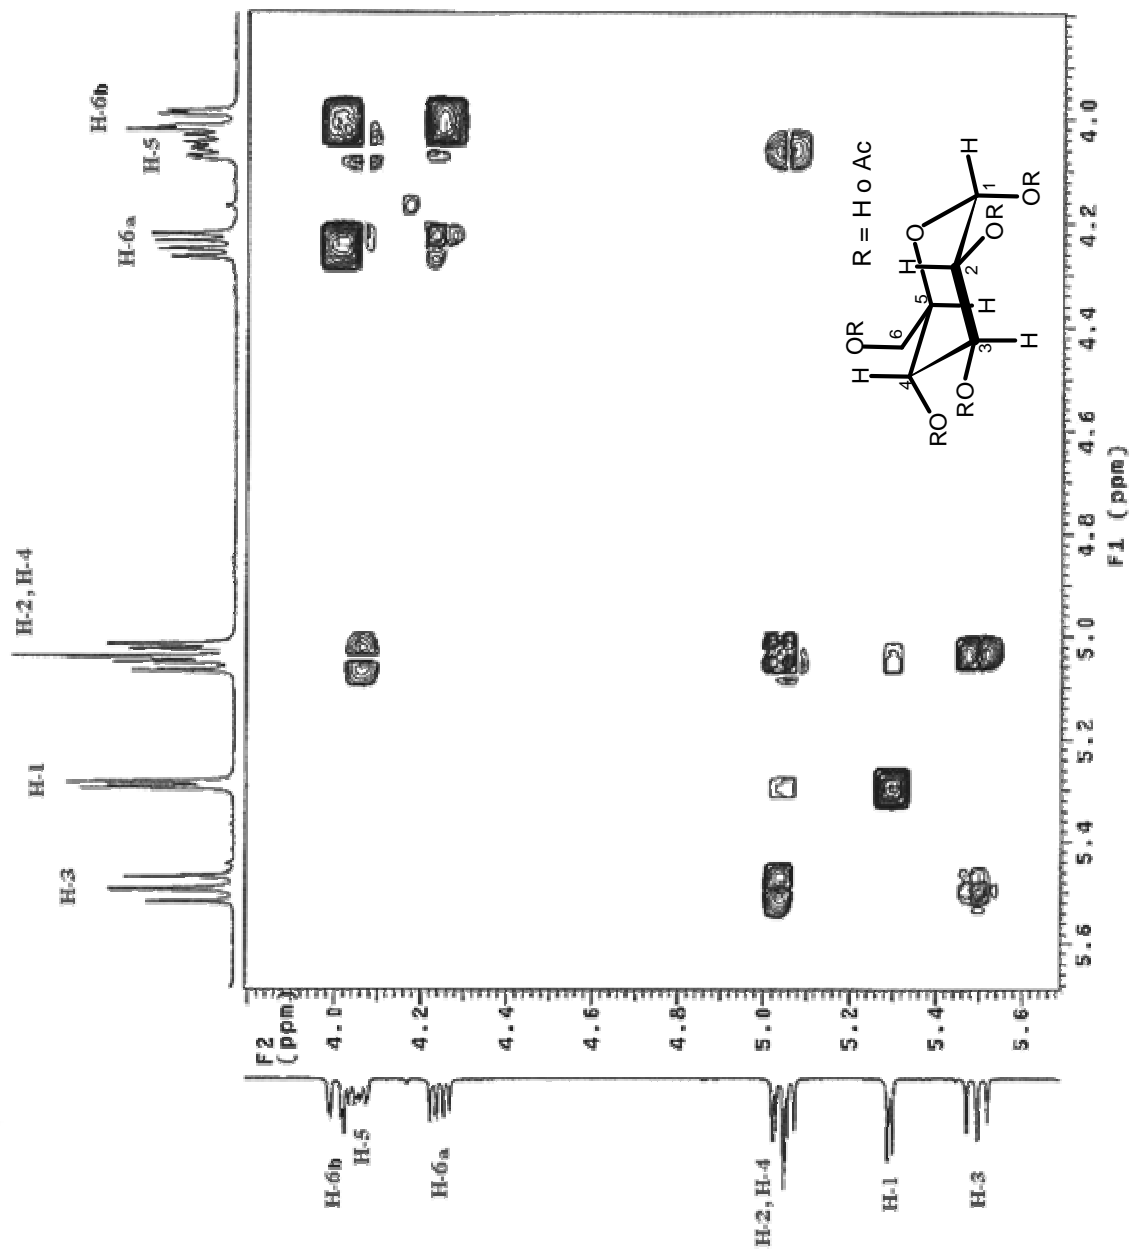 H-6b
H-5
H-6a
H-2, H-4
H-1
H-3
4.0
4.2
4.4
4.6
4.8
5.0
5.2
5.4
5.6
F1 (ppm)
R = H o Ac
H
1
OR
O
OR
H
2
5
H
OR
6
H
3
H
4
RO
RO
F2
(ppm)
4.0
4.2
4.4
4.6
4.8
5.0
5.2
5.4
5.6
H-6b
H-5
H-6a
H-2, H-4
H-1
H-3